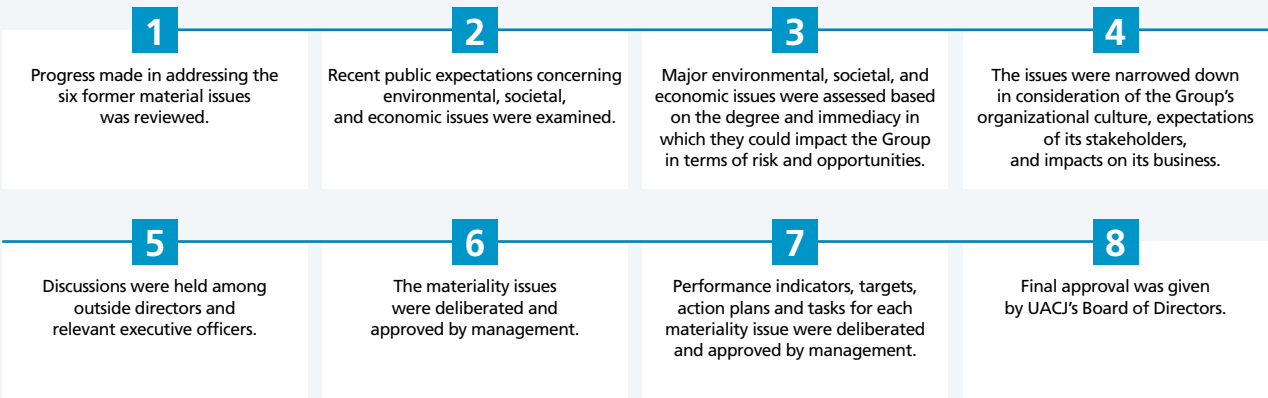 1
Progress made in addressing the
six former material issues
was reviewed.
2
Recent public expectations concerning
environmental, societal,
and economic issues were examined.
3
Major environmental, societal, and
economic issues were assessed based
on the degree and immediacy in
which they could impact the Group
in terms of risk and opportunities.
4
The issues were narrowed down
in consideration of the Group's
organizational culture, expectations
of its stakeholders,
and impacts on its business.
5
Discussions were held among
outside directors and
relevant executive officers.
6
The materiality issues
were deliberated and
approved by management.
7
Performance indicators, targets,
action plans and tasks for each
materiality issue were deliberated
and approved by management.
8
Final approval was given
by UACJ's Board of Directors.